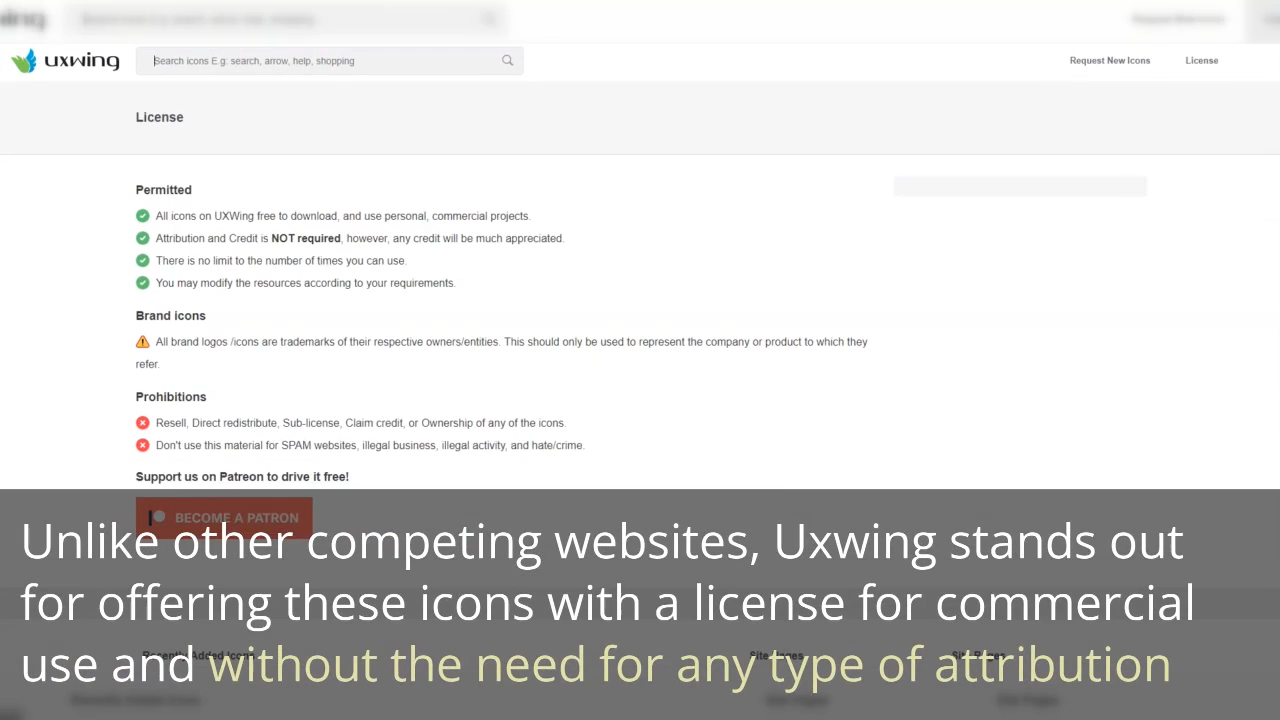 uxwing
Search icons E.g: search, arrow, help, shopping
Request New Icons
License
License
Permitted
All icons on UXWing free to download, and use personal, commercial projects.
Attribution and Credit is NOT required, however, any credit will be much appreciated.
There is no limit to the number of times you can use.
You may modify the resources according to your requirements.
Brand icons
All brand logos /icons are trademarks of their respective owners/entities. This should only be used to represent the company or product to which they
refer.
Prohibitions
Resell, Direct redistribute, Sub-license, Claim credit, or Ownership of any of the icons.
Don't use this material for SPAM websites, illegal business, illegal activity, and hate/crime.
Support us on Patreon to drive it free!
BECOME A PATRON
Unlike other competing websites, Uxwing stands out
for offering these icons with a license for commercial
use and without the need for any type of attribution
Recently Added Icons
Site Pages
Site Pages